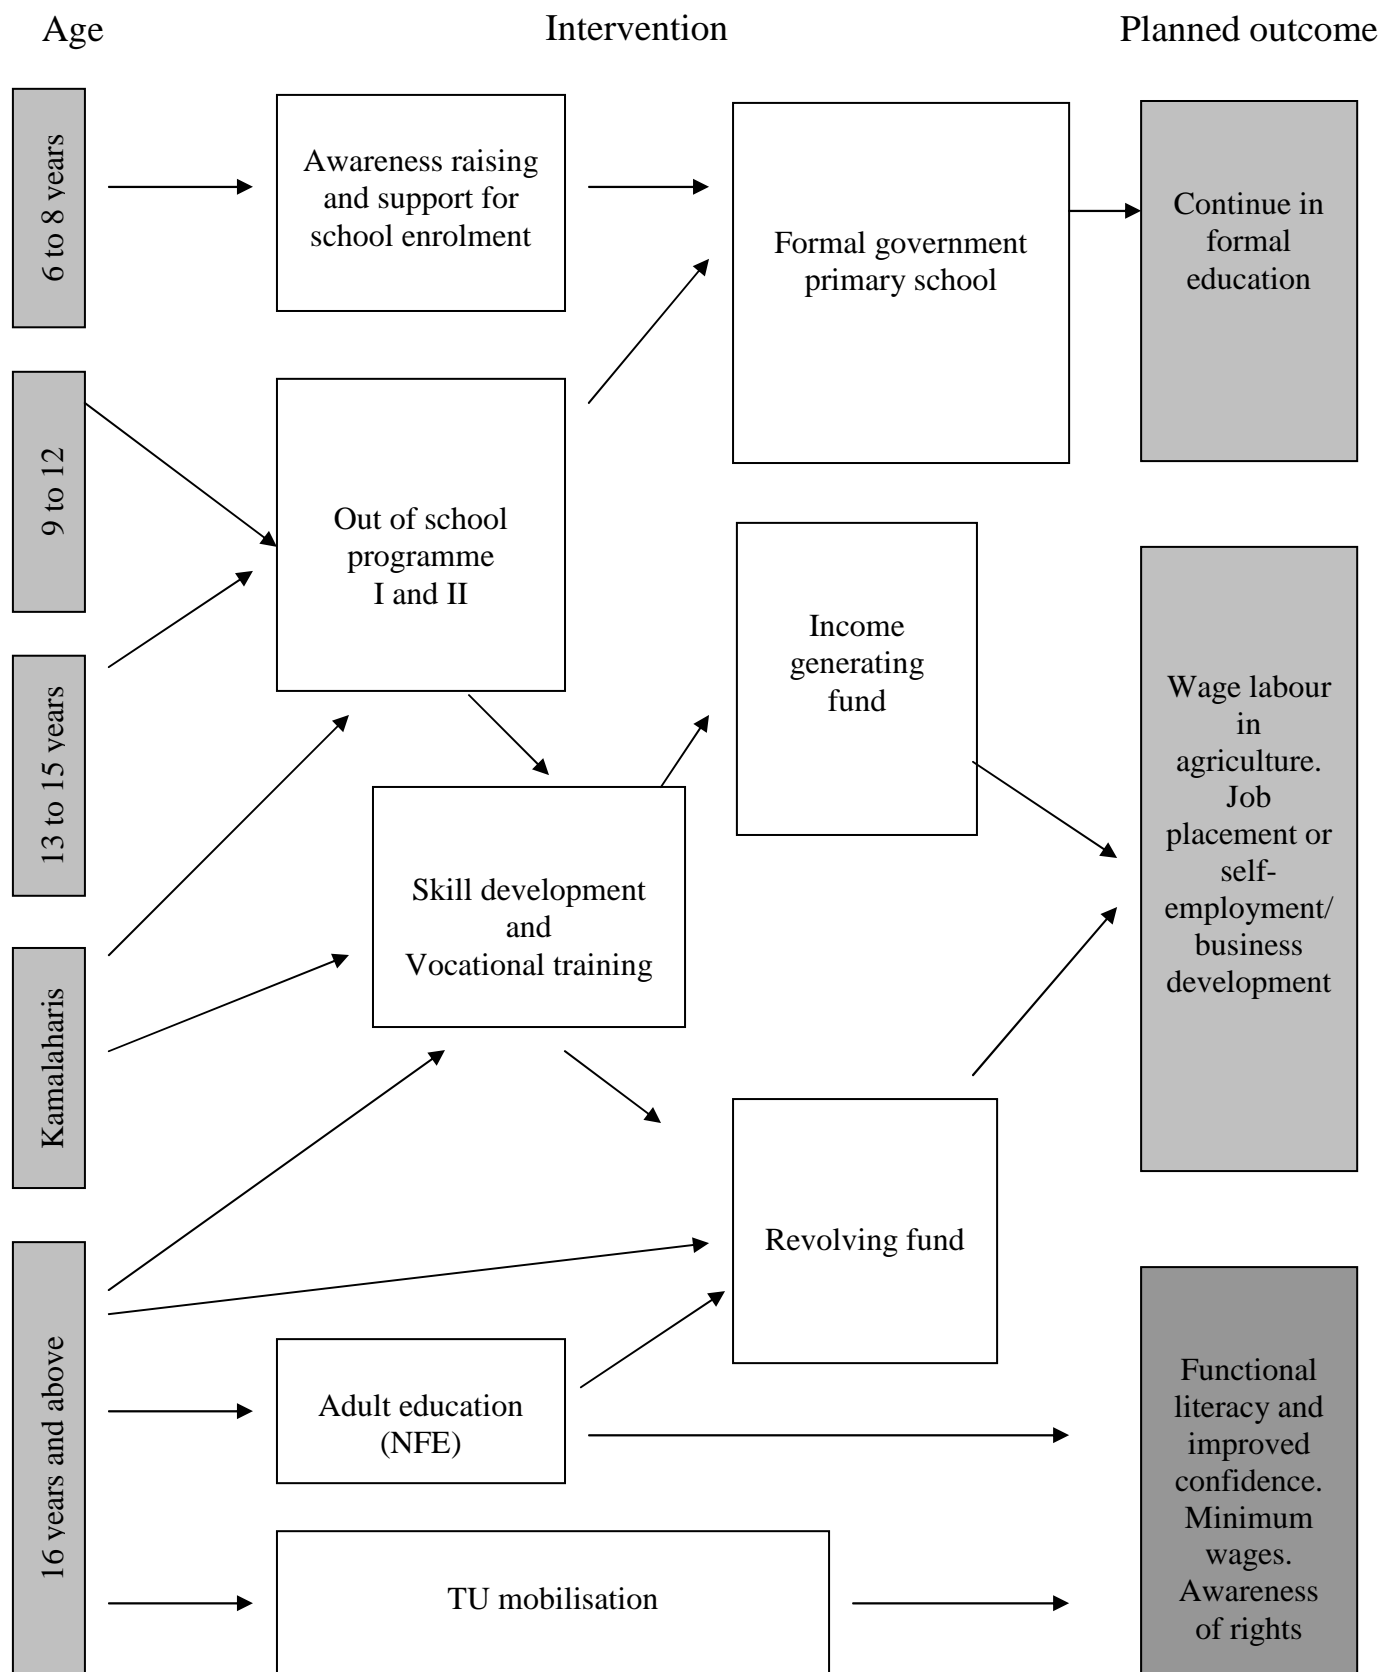 Age
Intervention
Planned outcome
6 to 8 years
Awareness raising
and support for
school enrolment
Formal government
primary school
Continue in
formal
education
9 to 12
Out of school
programme
I and II
Income
generating
fund
13 to 15 years
Wage labour
in
agriculture.
Job
placement or
self-
employment/
business
development
Skill development
and
Vocational training
Kamalaharis
Revolving fund
16 years and above
Adult education
(NFE)
Functional
literacy and
improved
confidence.
Minimum
wages.
Awareness
of rights
TU mobilisation